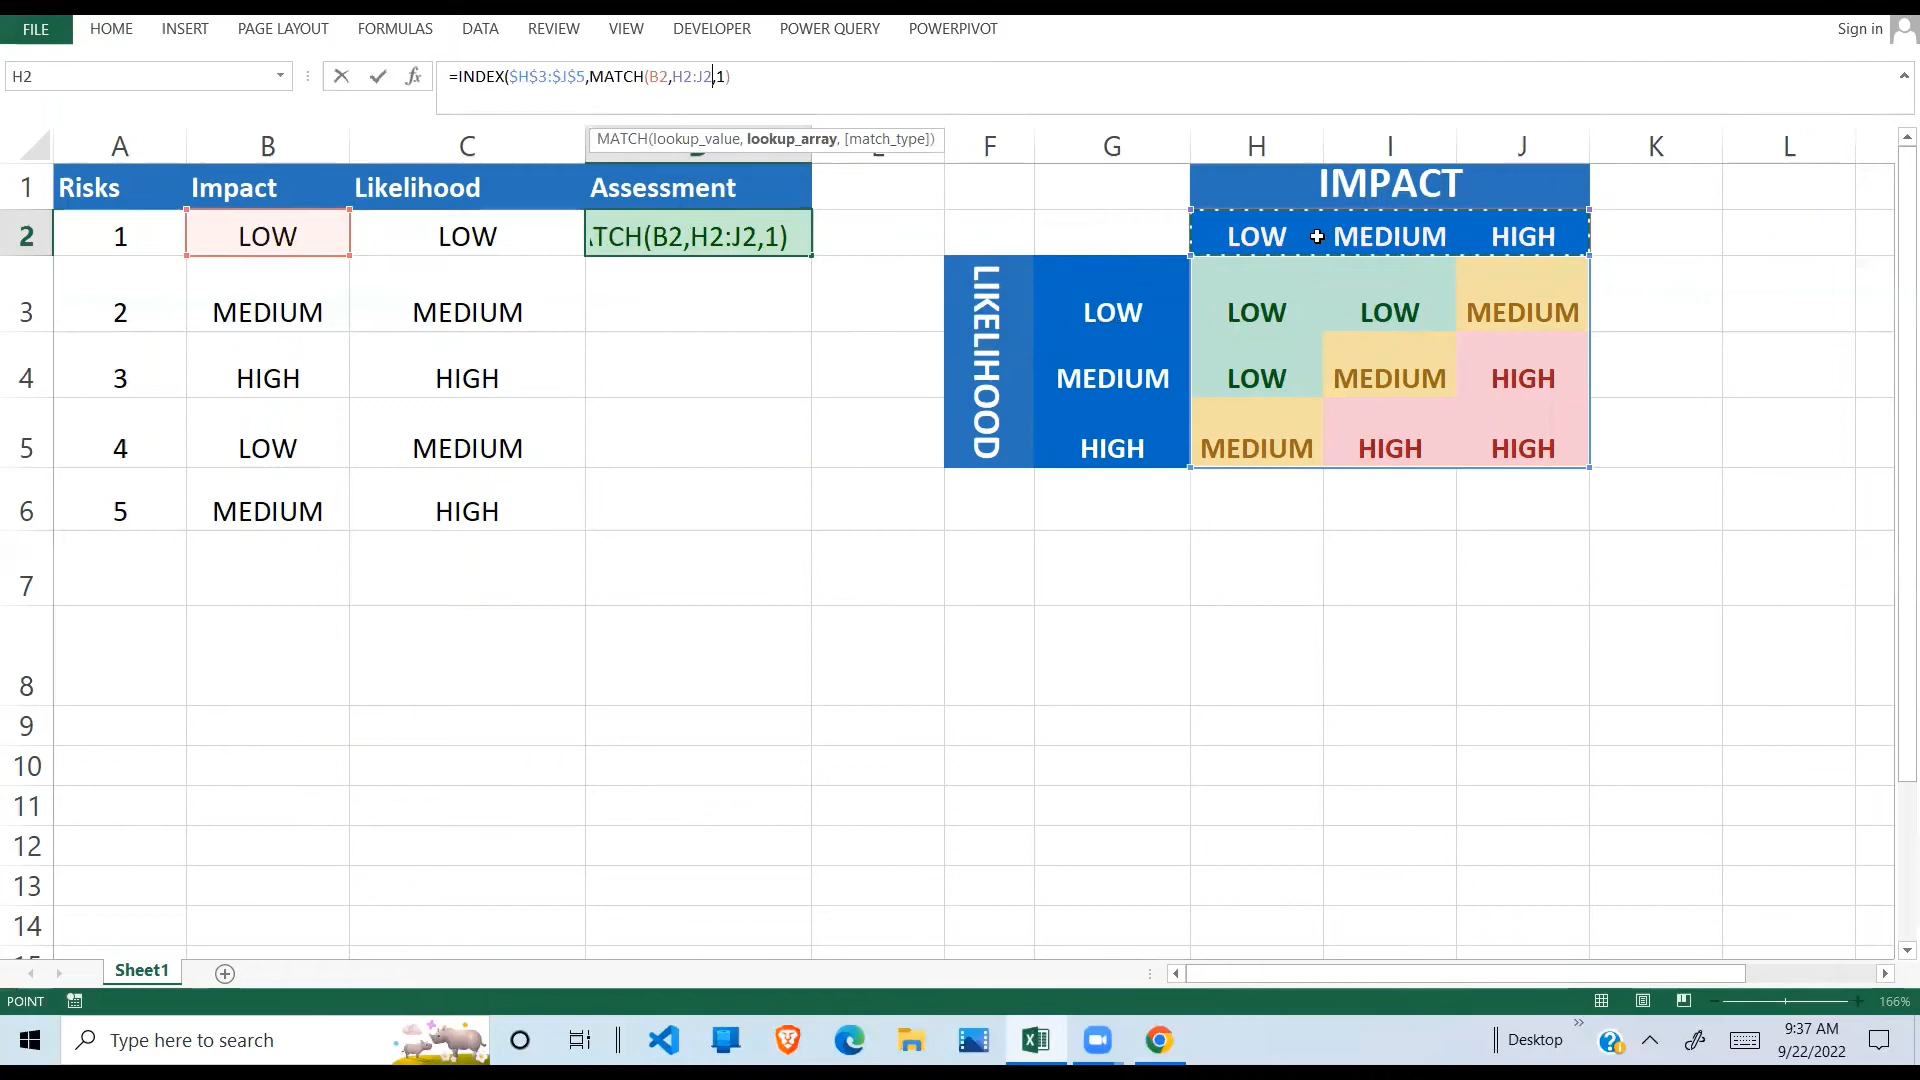 FILE HOME INSERT PAGE LAYOUT FORMULAS DATA REVIEW VIEW DEVELOPER POWER QUERY POWERPIVOT Sign in
H2 fx =INDEX($H$3:$J$5,MATCH(B2,H2:J2,1)
MATCH(lookup_value, lookup_array, [match_type])
A B C F G H I J K L
1 Risks Impact Likelihood Assessment IMPACT
2 1 LOW LOW TCH(B2,H2:J2,1) LOW MEDIUM HIGH
LIKELIHOOD
3 2 MEDIUM MEDIUM LOW LOW LOW MEDIUM
4 3 HIGH HIGH MEDIUM LOW MEDIUM HIGH
5 4 LOW MEDIUM HIGH MEDIUM HIGH HIGH
6 5 MEDIUM HIGH
7
8
9
10
11
12
13
14
Sheet1
POINT 166%
Type here to search Desktop 9:37 AM
9/22/2022